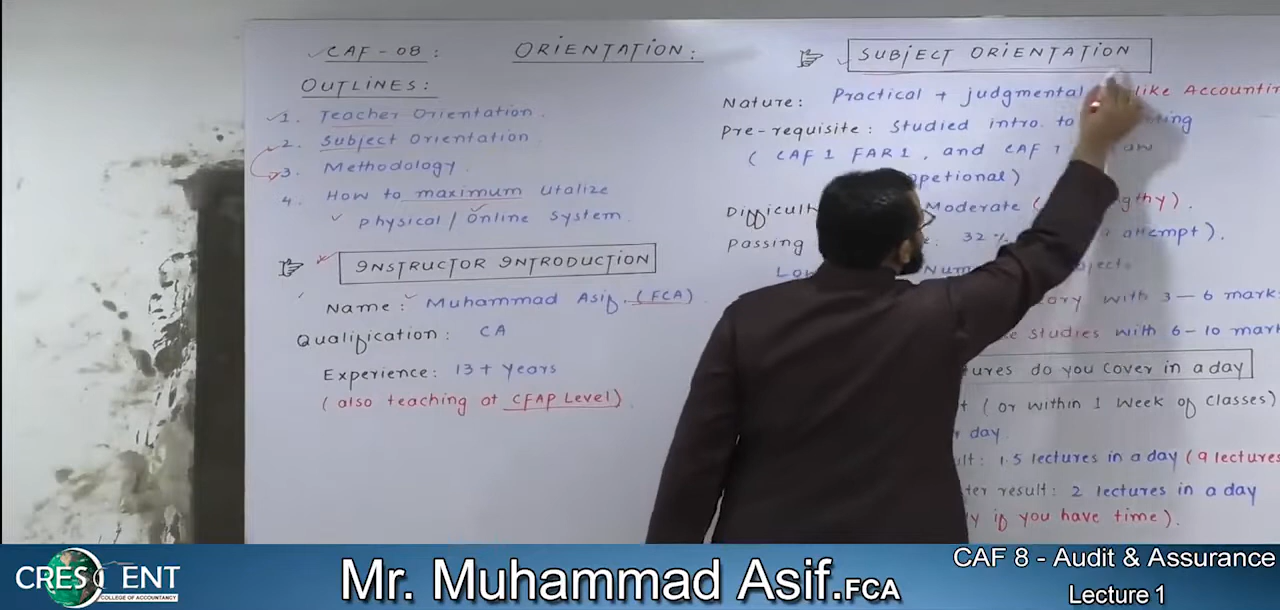 CAF - 08 :
ORIENTATION :
OUTLINES :
1. Teacher Orientation.
2. Subject Orientation
3. Methodology.
4. How to maximum utalize
physical / online system.
INSTRUCTOR INTRODUCTION
Name : Muhammad Asif. (FCA)
Qualification : CA
Experience : 13 + years
(also teaching at CFAP Level)
SUBJECT ORIENTATION
Nature : Practical + judgmental like
Pre-requisite : Studied intro. to
( CAF 1 FAR 1 , and CAF
Moderate
Passing 32 % attempt).
with 3 – 6
studies with 6 – 10
do you cover in a day
(or within 1 week of classes)
day.
1.5 lectures in a day (9 lectures
result : 2 lectures in a day
if you have time).
CRESCENT
COLLEGE OF ACCOUNTANCY
Mr. Muhammad Asif.FCA
CAF 8 - Audit & Assurance
Lecture 1